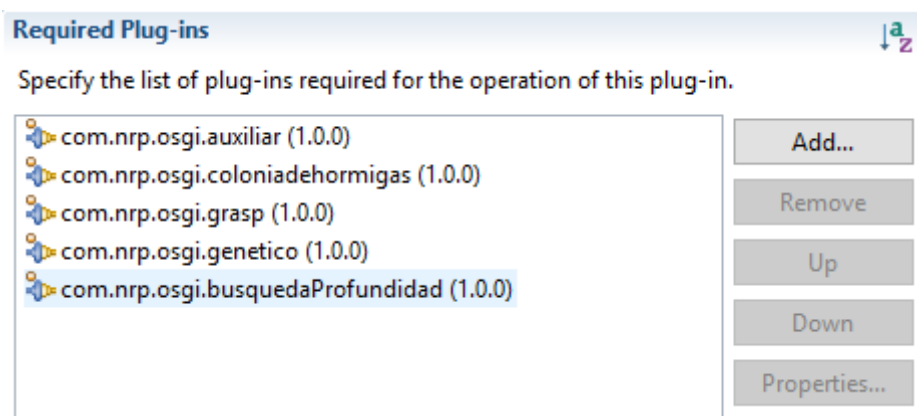 Required Plug-ins
Specify the list of plug-ins required for the operation of this plug-in.
com.nrp.osgi.auxiliar (1.0.0)
com.nrp.osgi.coloniadehormigas (1.0.0)
com.nrp.osgi.grasp (1.0.0)
com.nrp.osgi.genetico (1.0.0)
com.nrp.osgi.busquedaProfundidad (1.0.0)
Add...
Remove
Up
Down
Properties...